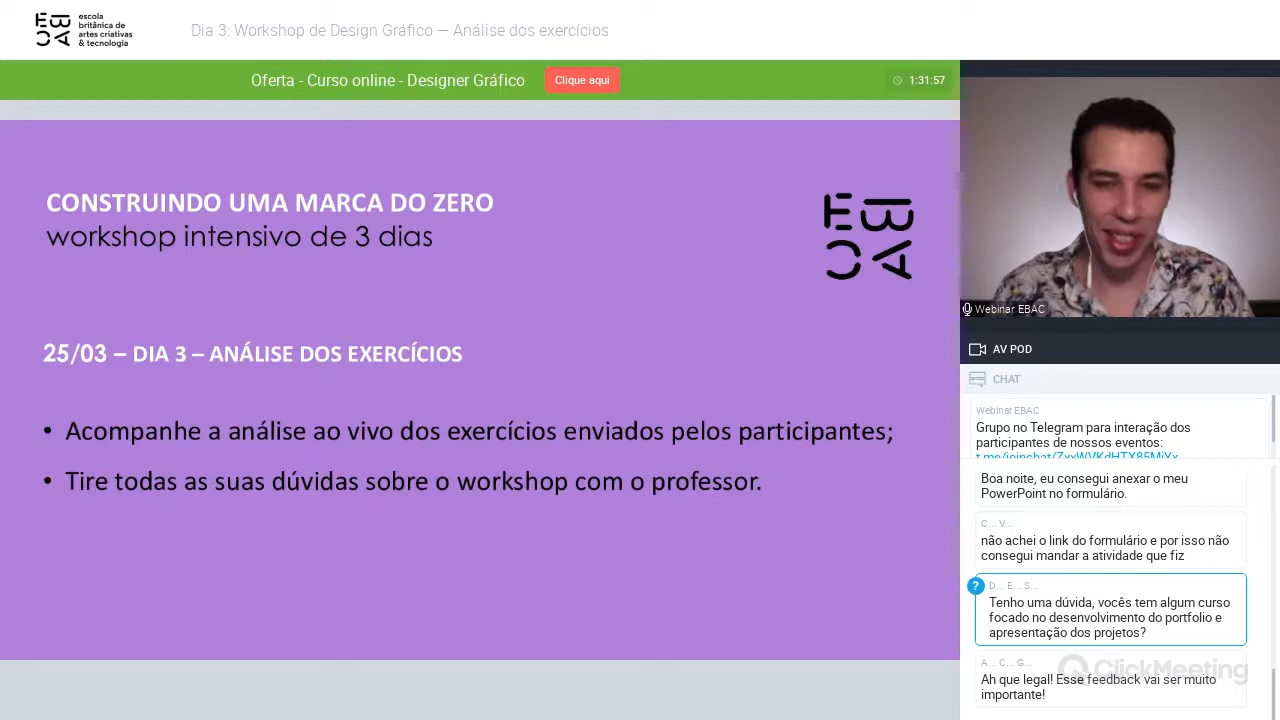 escola
britânica de
artes criativas
& tecnologia
Dia 3: Workshop de Design Gráfico — Análise dos exercícios
Oferta - Curso online - Designer Gráfico
Clique aqui
1:31:57
CONSTRUINDO UMA MARCA DO ZERO
workshop intensivo de 3 dias
EBAC
25/03 – DIA 3 – ANÁLISE DOS EXERCÍCIOS
• Acompanhe a análise ao vivo dos exercícios enviados pelos participantes;
• Tire todas as suas dúvidas sobre o workshop com o professor.
Webinar EBAC
AV POD
CHAT
Webinar EBAC
Grupo no Telegram para interação dos
participantes de nossos eventos:
Boa noite, eu consegui anexar o meu
PowerPoint no formulário.
C... V...
não achei o link do formulário e por isso não
consegui mandar a atividade que fiz
?
D... E... S...
Tenho uma dúvida, vocês tem algum curso
focado no desenvolvimento do portfolio e
apresentação dos projetos?
A... C... G...
Ah que legal! Esse feedback vai ser muito
importante!
ClickMeeting